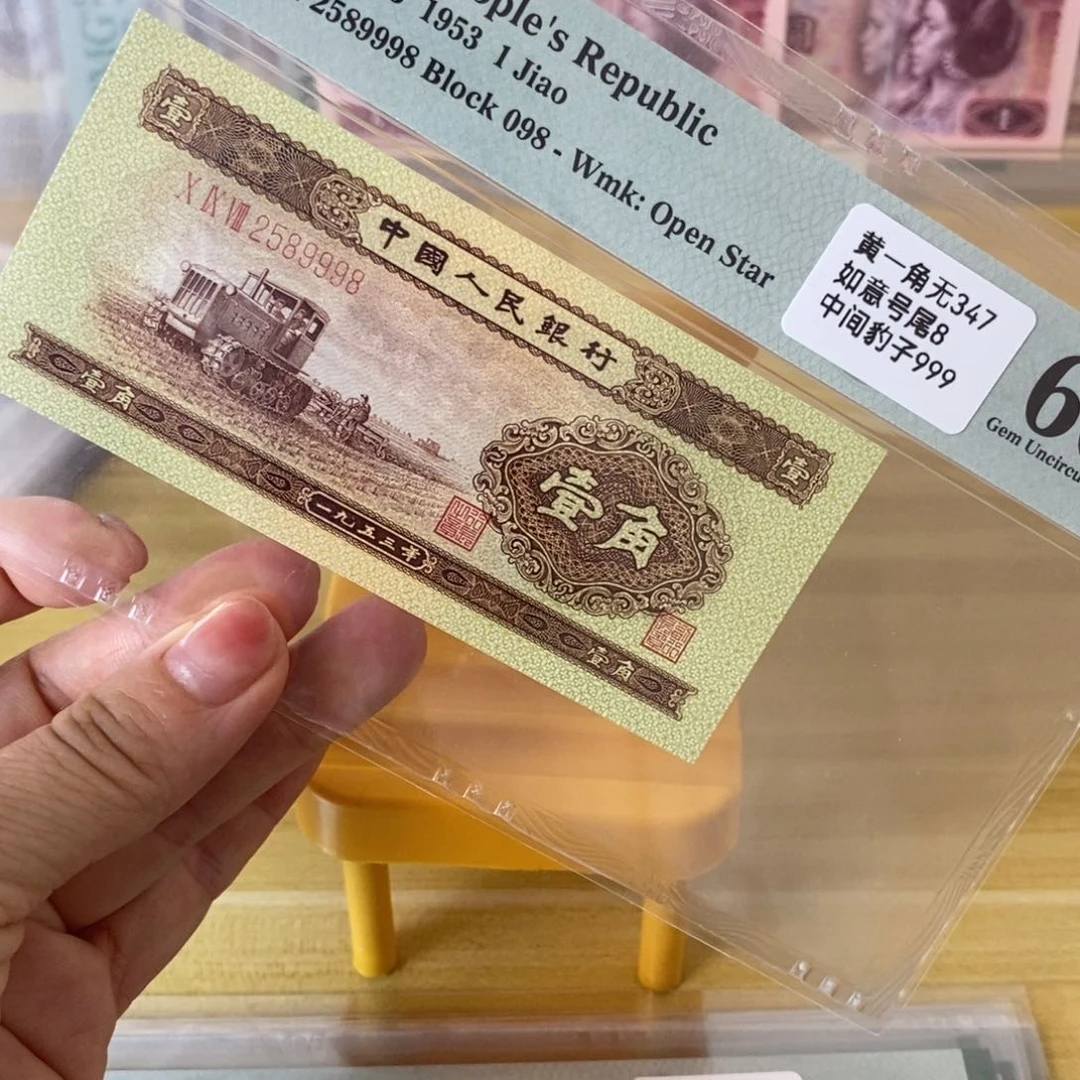 ople's Republic
1953 1 Jiao
2589998 Block 098 - Wmk: Open Star
黄一角无347
如意号尾8
中间豹子999
6
Gem Uncircu
壹
中國人民銀行
X IX VIII 2589998
壹
壹角
壹角
一九五三年
壹角